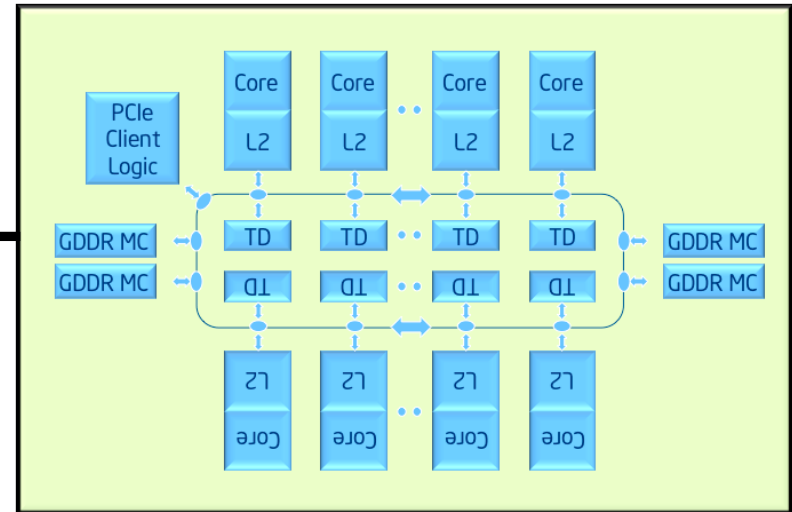 Core Core Core Core
PCIe
Client
Logic
L2 L2 L2 L2
GDDR MC TD TD TD TD GDDR MC
GDDR MC TD TD TD TD GDDR MC
L2 L2 L2 L2
Core Core Core Core